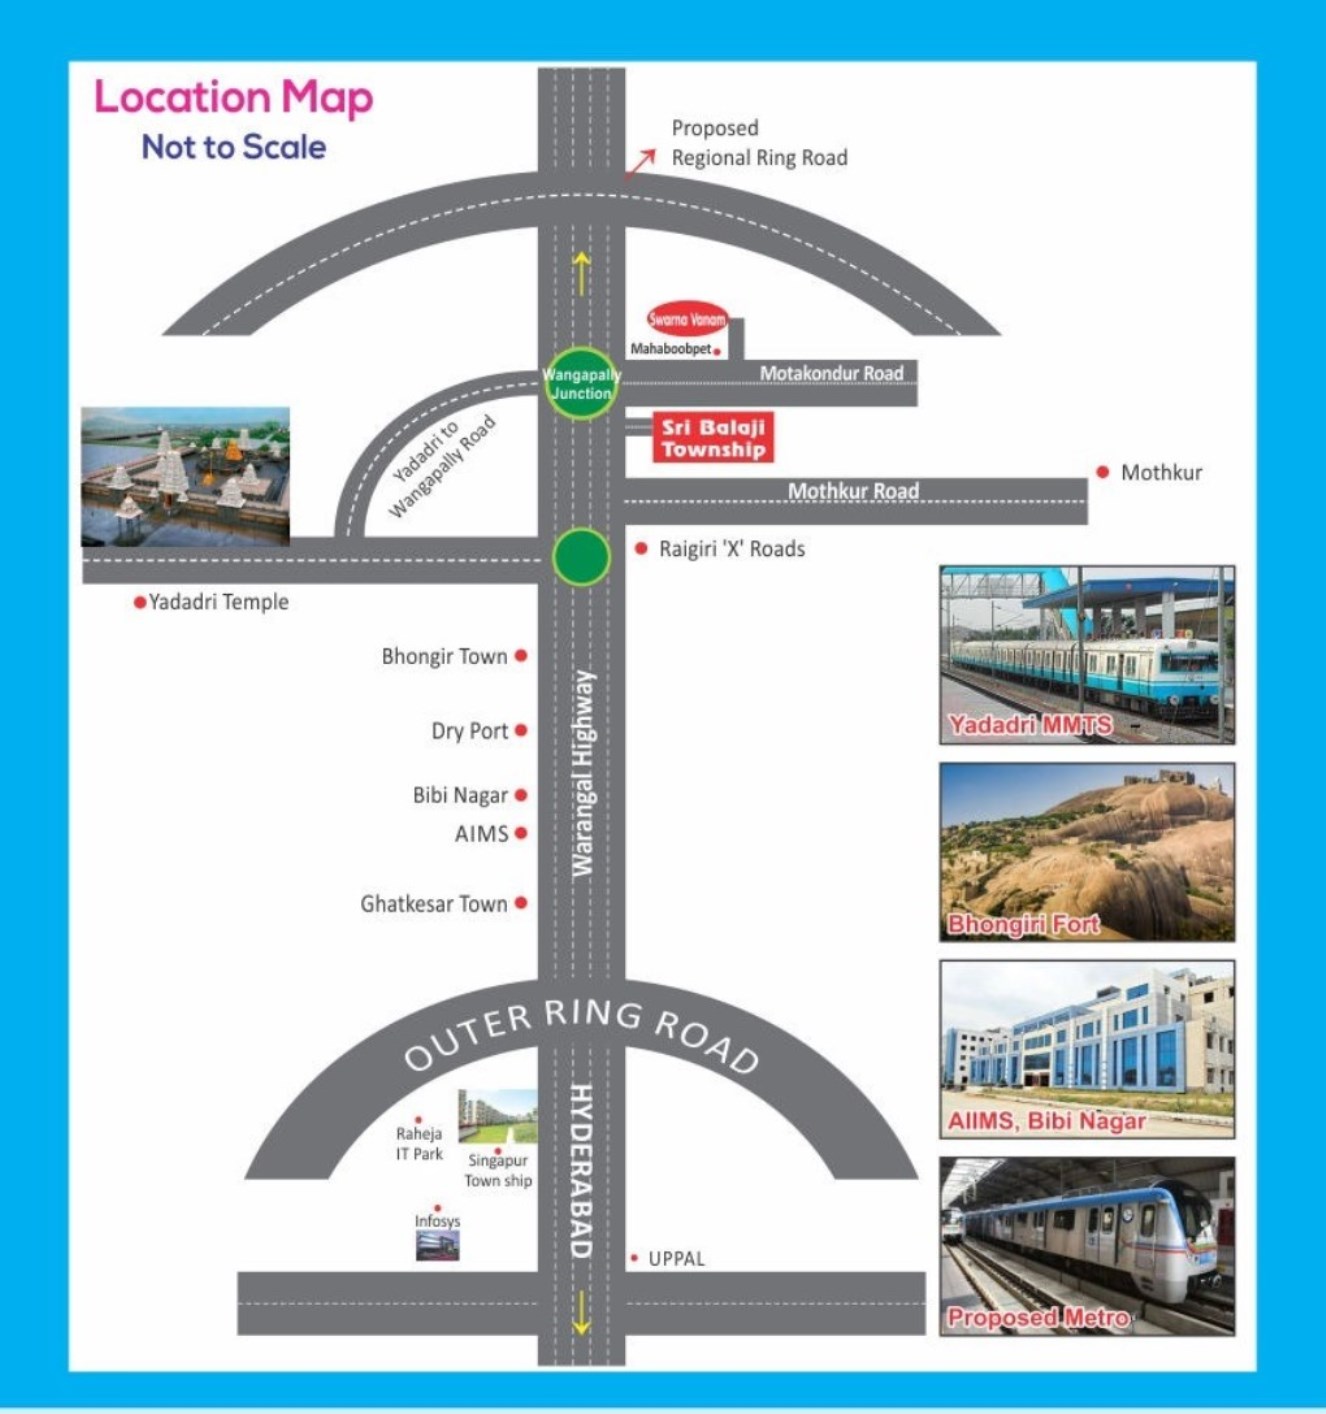 Location Map
Not to Scale
Proposed
Regional Ring Road
Swarna Vanam
Mahaboobpet
Wangapally
Junction
Motakondur Road
Yadadri to
Wangapally Road
Sri Balaji
Township
Mothkur
Mothkur Road
Raigiri 'X' Roads
Yadadri Temple
Bhongir Town
Dry Port
Bibi Nagar
AIMS
Ghatkesar Town
Warangal Highway
Yadadri MMTS
Bhongiri Fort
OUTER RING ROAD
HYDERABAD
Raheja
IT Park
Singapur
Town ship
Infosys
UPPAL
AIIMS, Bibi Nagar
Proposed Metro